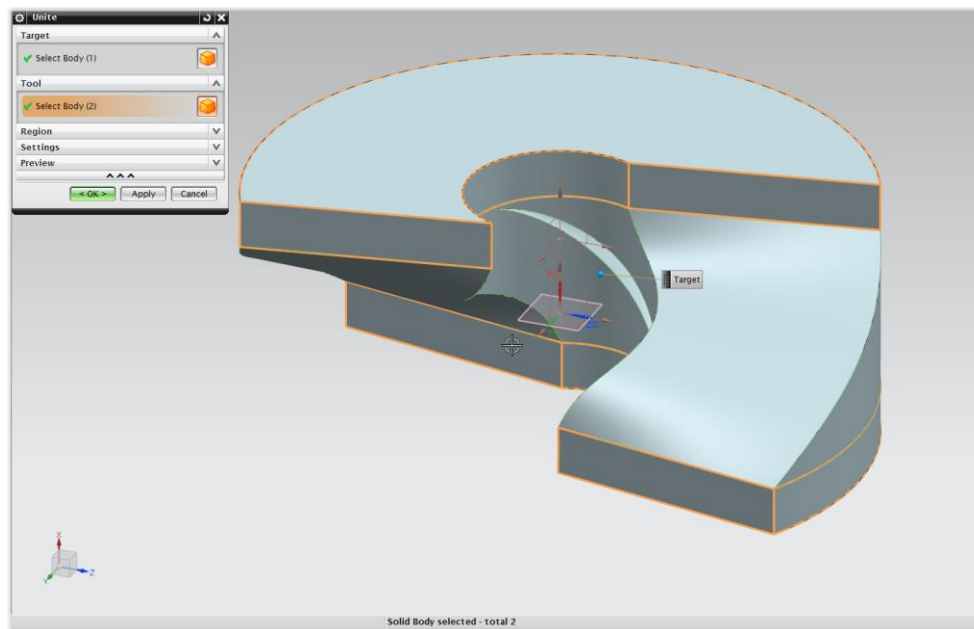 Unite
Target
Select Body (1)
Tool
Select Body (2)
Region
Settings
Preview
< OK > Apply Cancel
Target
X
Y
Z
Solid Body selected - total 2